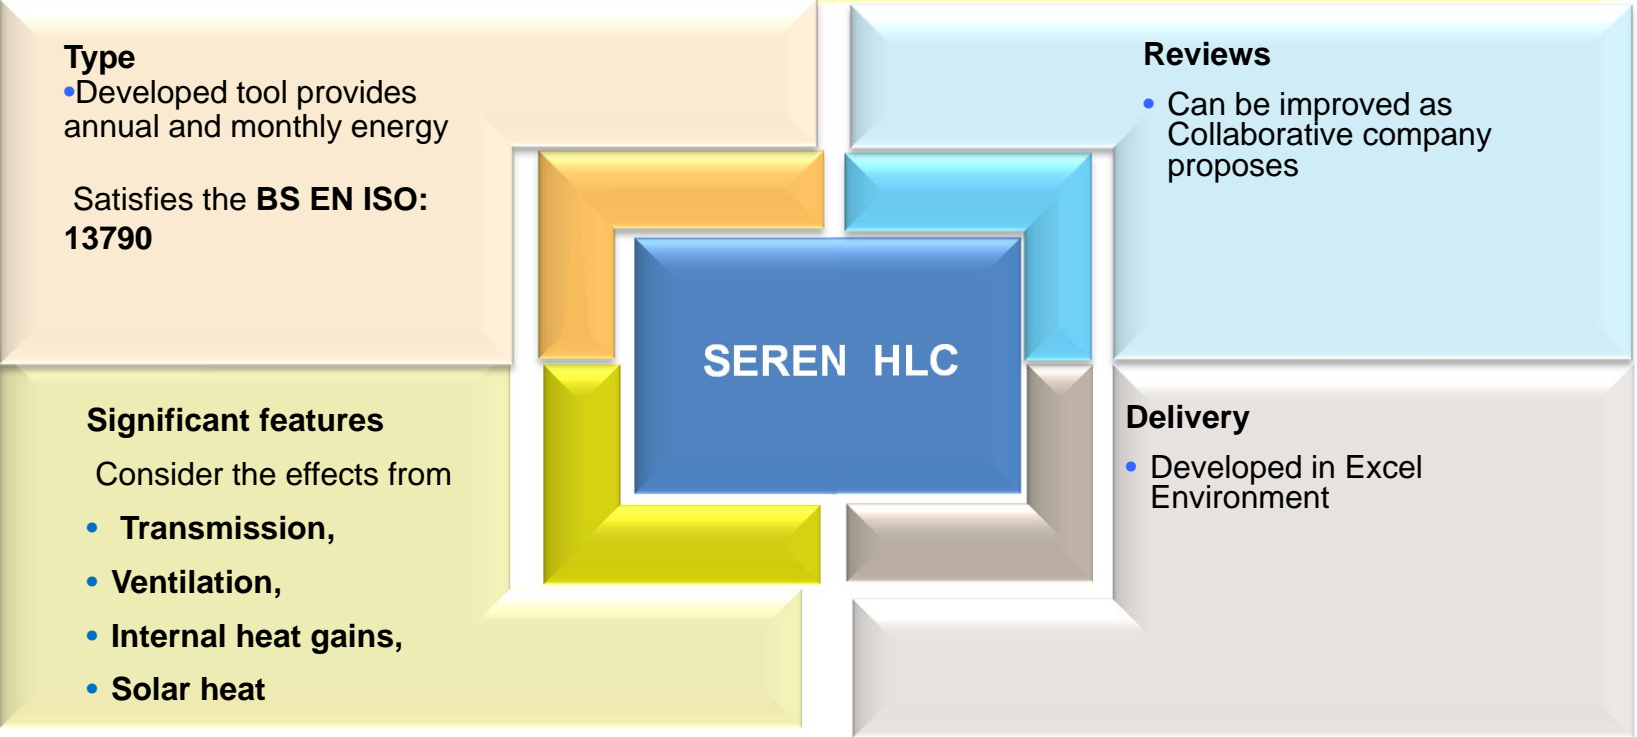 Type
•Developed tool provides
annual and monthly energy
Satisfies the BS EN ISO:
13790
Reviews
• Can be improved as
Collaborative company
proposes
SEREN HLC
Significant features
Consider the effects from
• Transmission,
• Ventilation,
• Internal heat gains,
• Solar heat
Delivery
• Developed in Excel
Environment